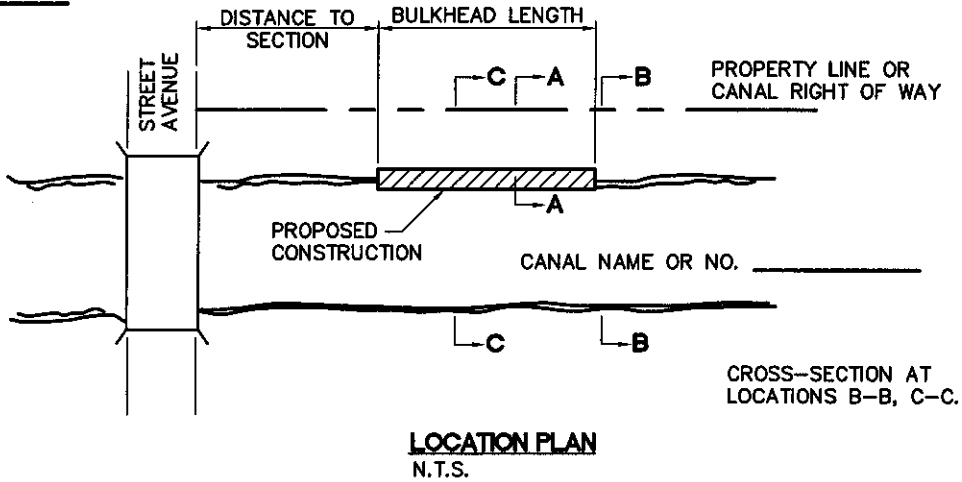 DISTANCE TO
SECTION
BULKHEAD LENGTH
STREET
AVENUE
C
A
B
PROPERTY LINE OR
CANAL RIGHT OF WAY
A
PROPOSED
CONSTRUCTION
CANAL NAME OR NO.
C
B
CROSS-SECTION AT
LOCATIONS B-B, C-C.
LOCATION PLAN
N.T.S.